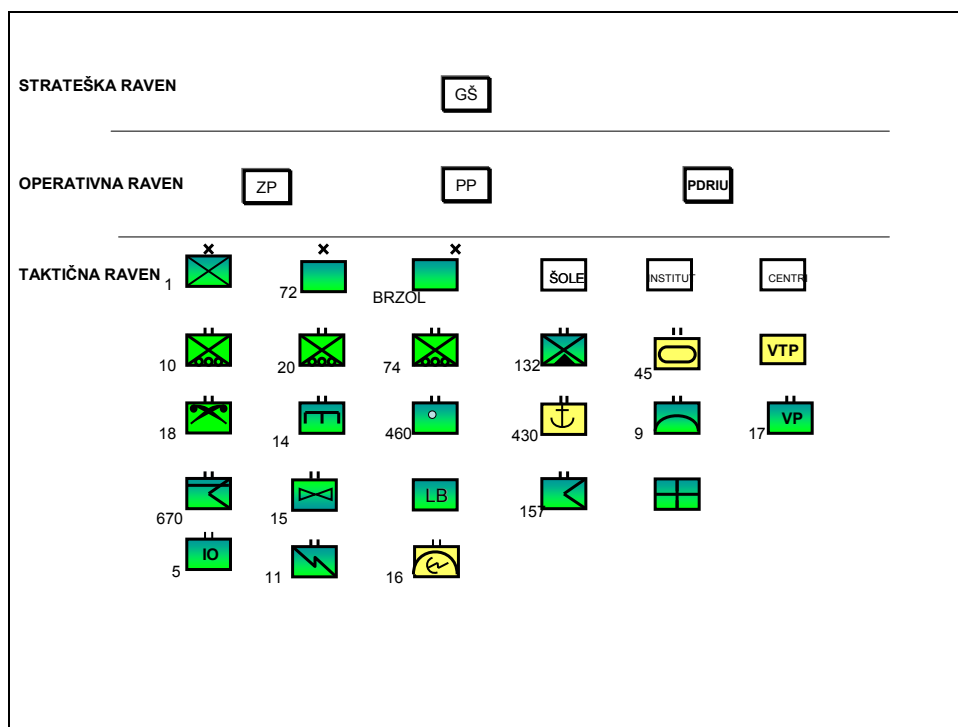 STRATEŠKA RAVEN
GŠ
OPERATIVNA RAVEN
ZP
PP
PDRIU
TAKTIČNA RAVEN
1
72
BRZOL
ŠOLE
INSTITUT
CENTRI
10
20
74
132
45
VTP
18
14
460
430
9
17
VP
670
15
LB
157
5
IO
11
16